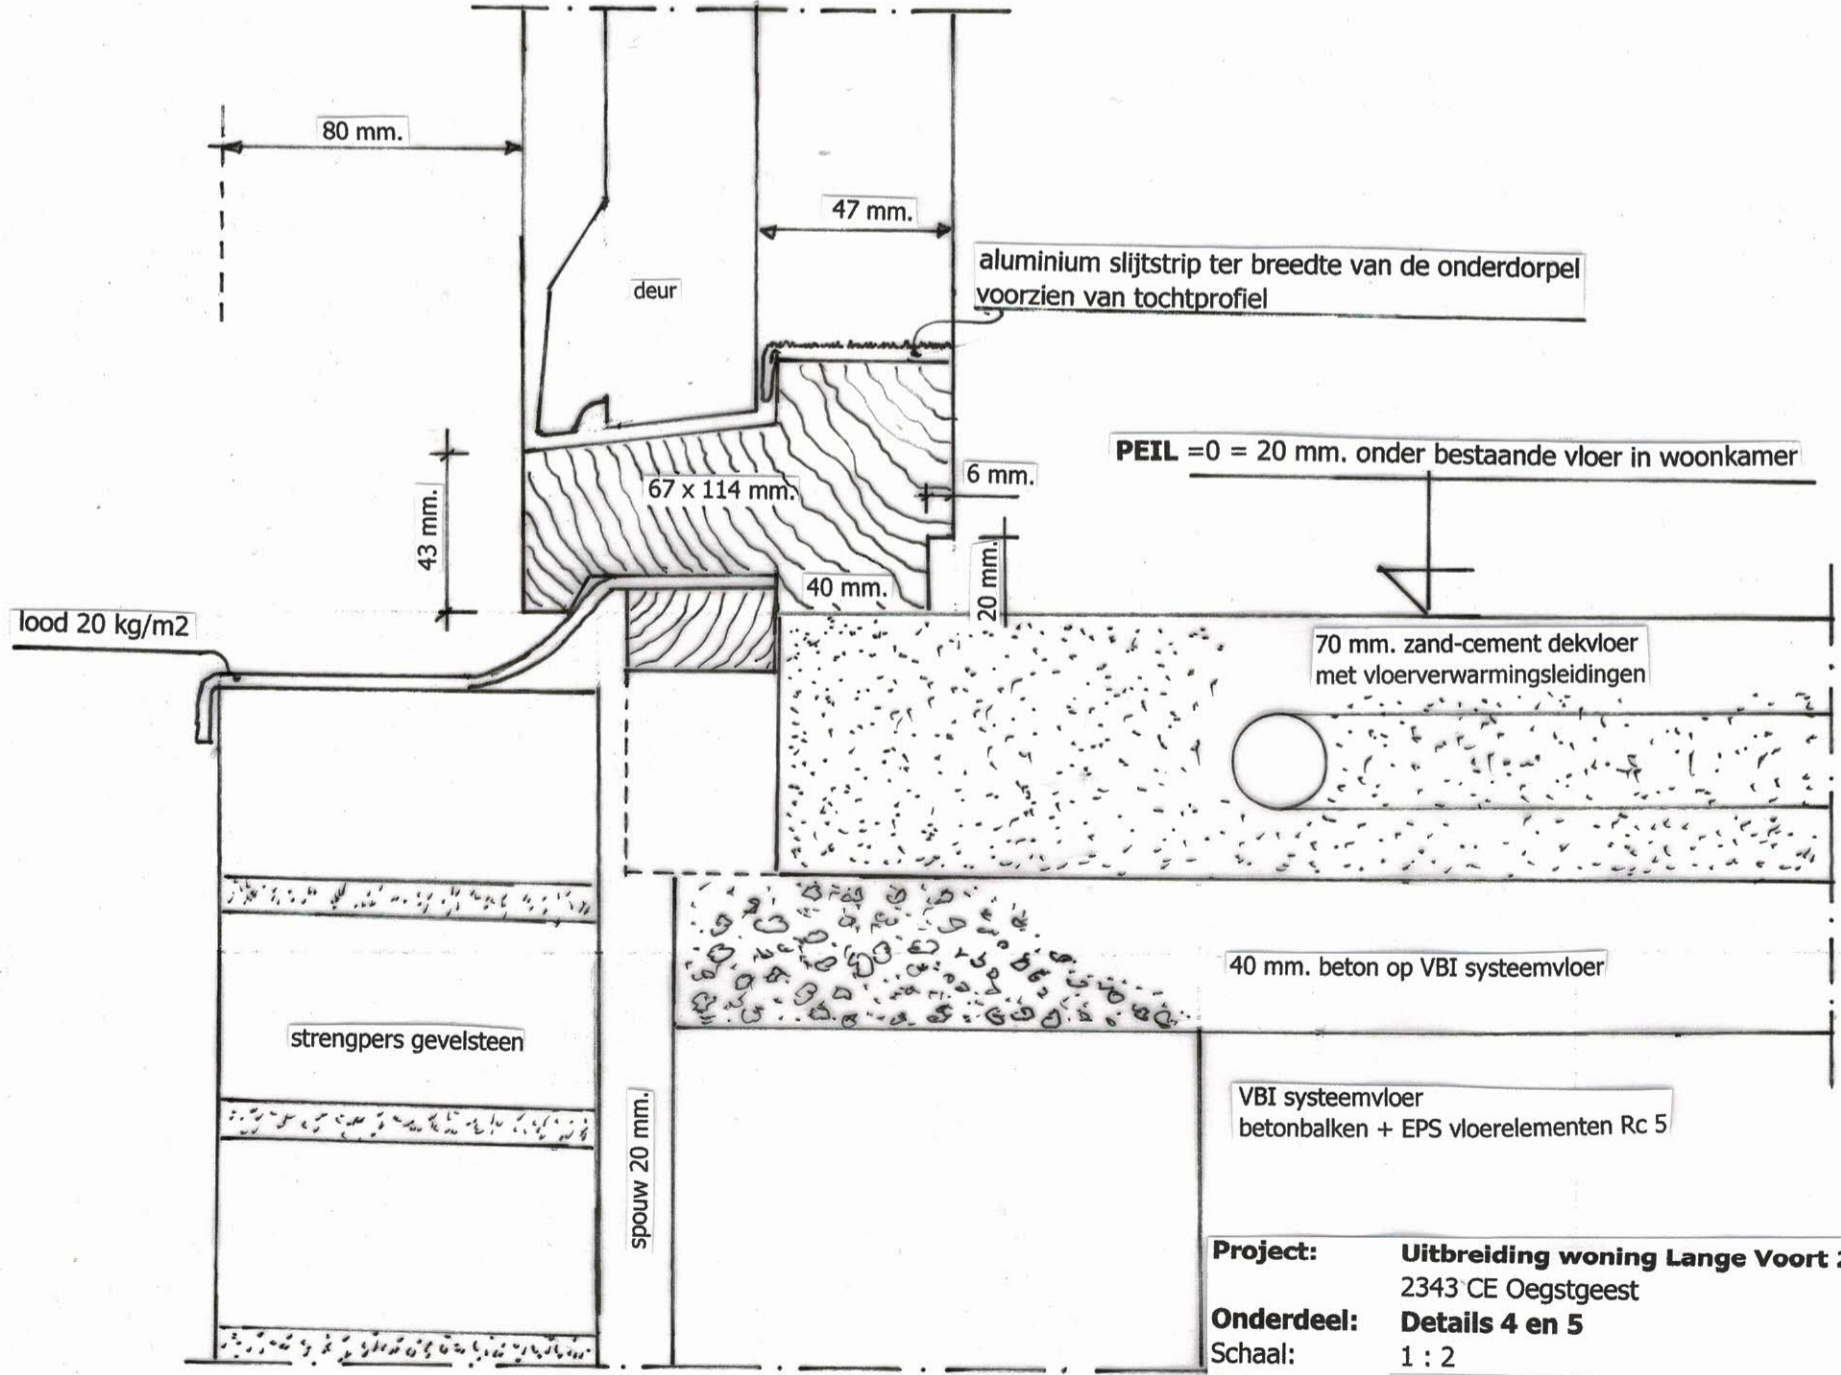 80 mm.
47 mm.
aluminium slijtstrip ter breedte van de onderdorpel
voorzien van tochtprofiel
deur
PEIL =0 = 20 mm. onder bestaande vloer in woonkamer
6 mm.
67 x 114 mm.
43 mm.
40 mm.
20 mm.
lood 20 kg/m2
70 mm. zand-cement dekvloer
met vloerverwarmingsleidingen
40 mm. beton op VBI systeemvloer
strengpers gevelsteen
spouw 20 mm.
VBI systeemvloer
betonbalken + EPS vloerelementen Rc 5
Project: Uitbreiding woning Lange Voort
2343 CE Oegstgeest
Onderdeel: Details 4 en 5
Schaal: 1 : 2